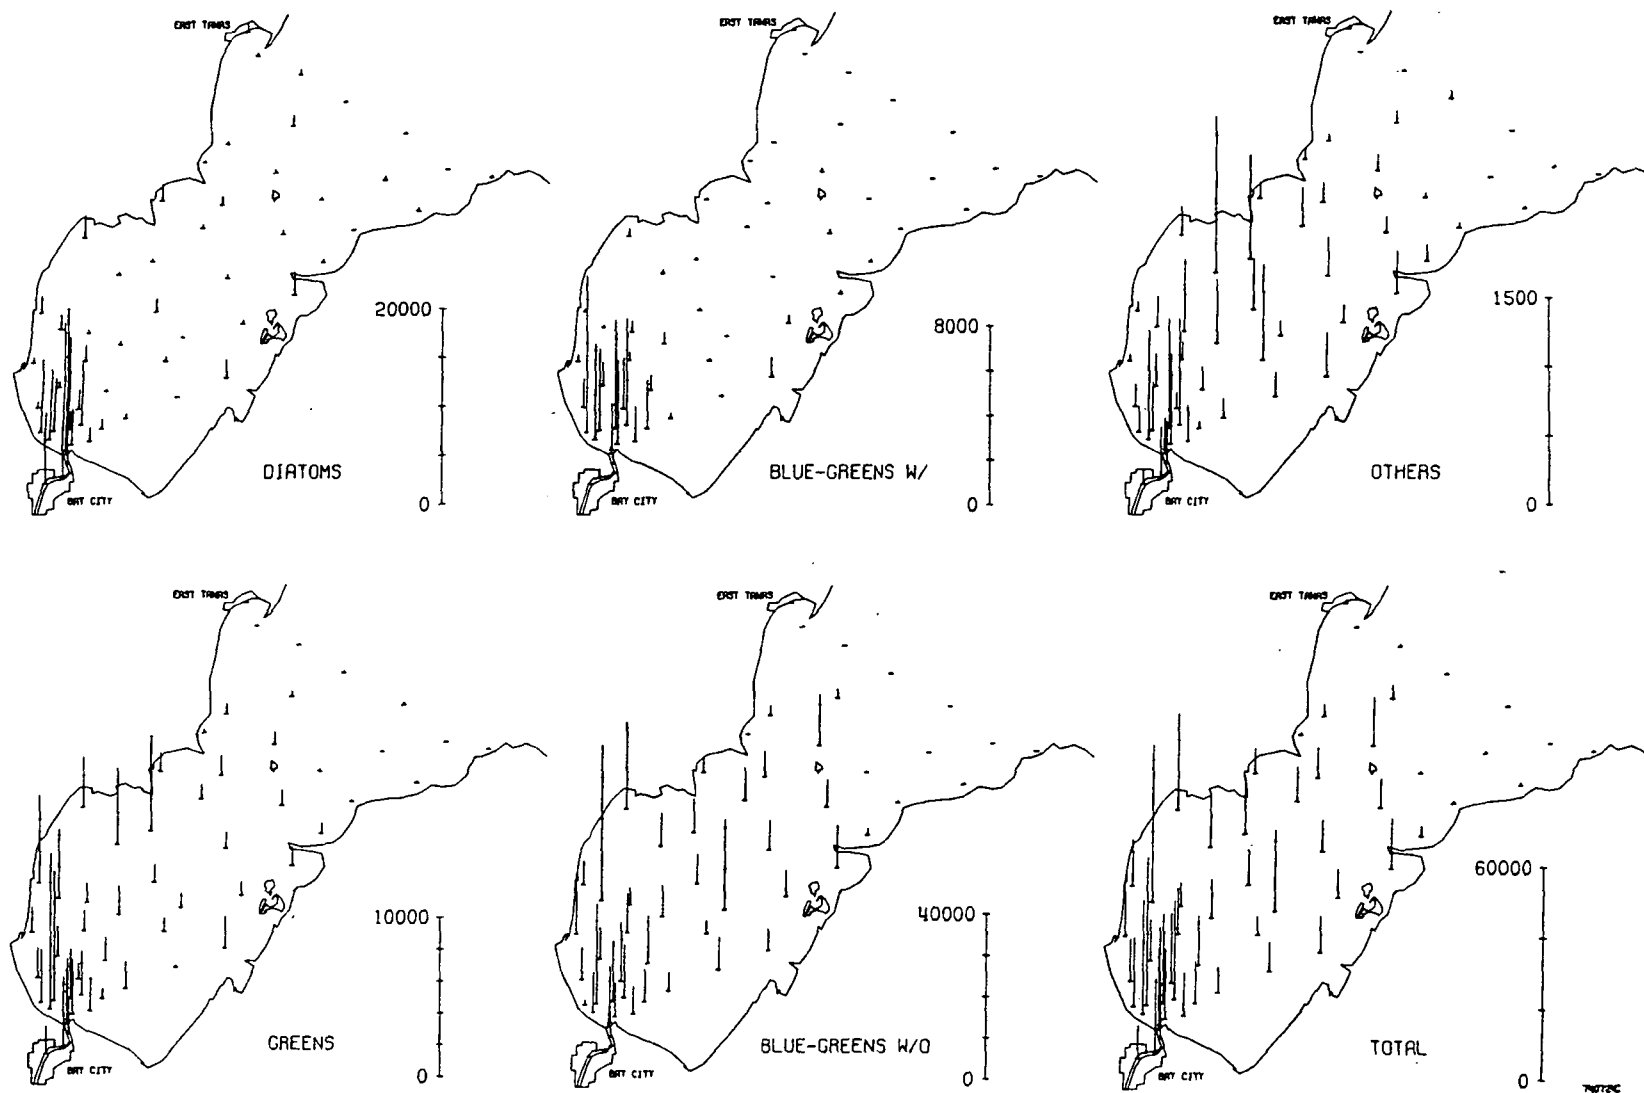 EAST TAWAS
EAST TAWAS
EAST TAWAS
20000
0
DIATOMS
BAY CITY
8000
0
BLUE-GREENS W/
BAY CITY
1500
0
OTHERS
BAY CITY
EAST TAWAS
EAST TAWAS
EAST TAWAS
10000
0
GREENS
BAY CITY
40000
0
BLUE-GREENS W/O
BAY CITY
60000
0
TOTAL
BAY CITY